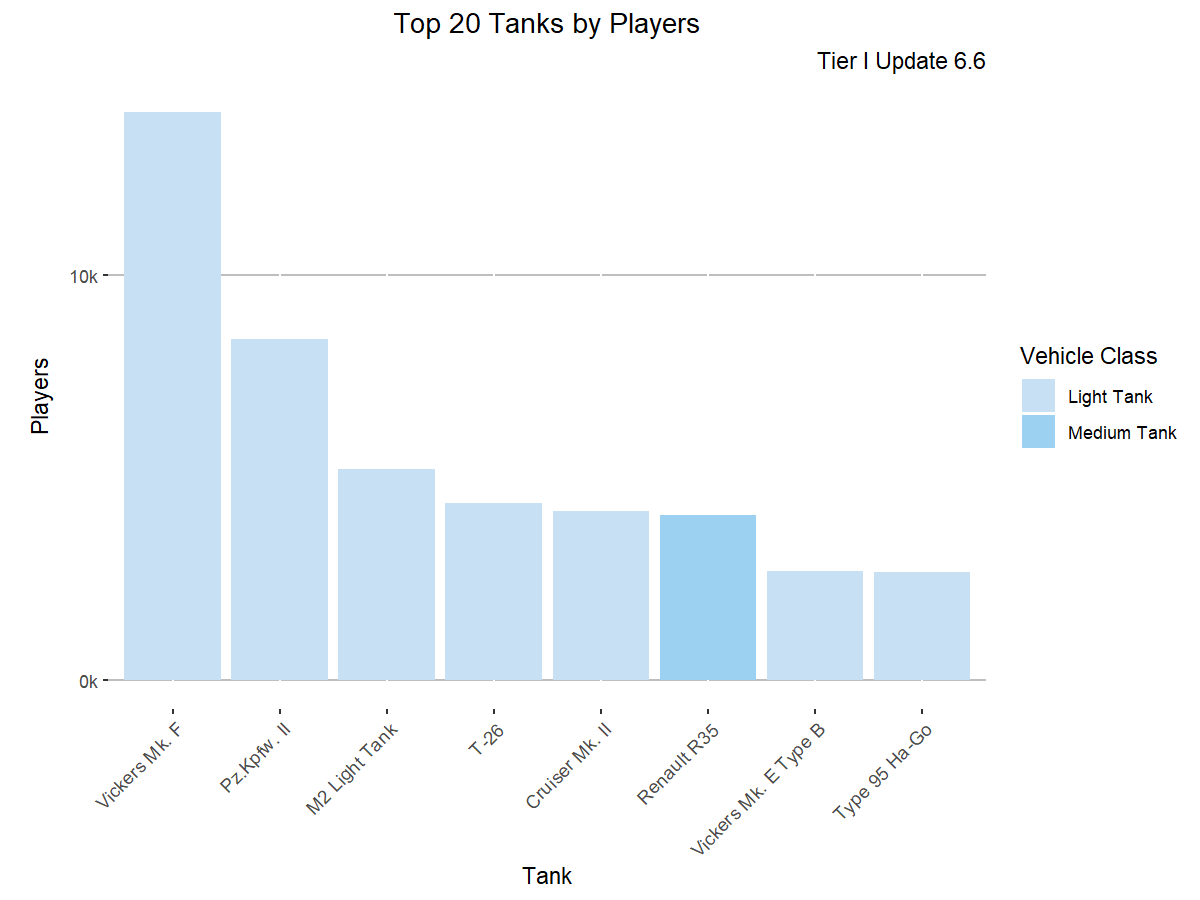 Top 20 Tanks by Players
Tier I Update 6.6
10k
0k
Players
Vickers Mk. F
Pz.Kpfw. II
M2 Light Tank
T-26
Cruiser Mk. II
Renault R35
Vickers Mk. E Type B
Type 95 Ha-Go
Tank
Vehicle Class
Light Tank
Medium Tank